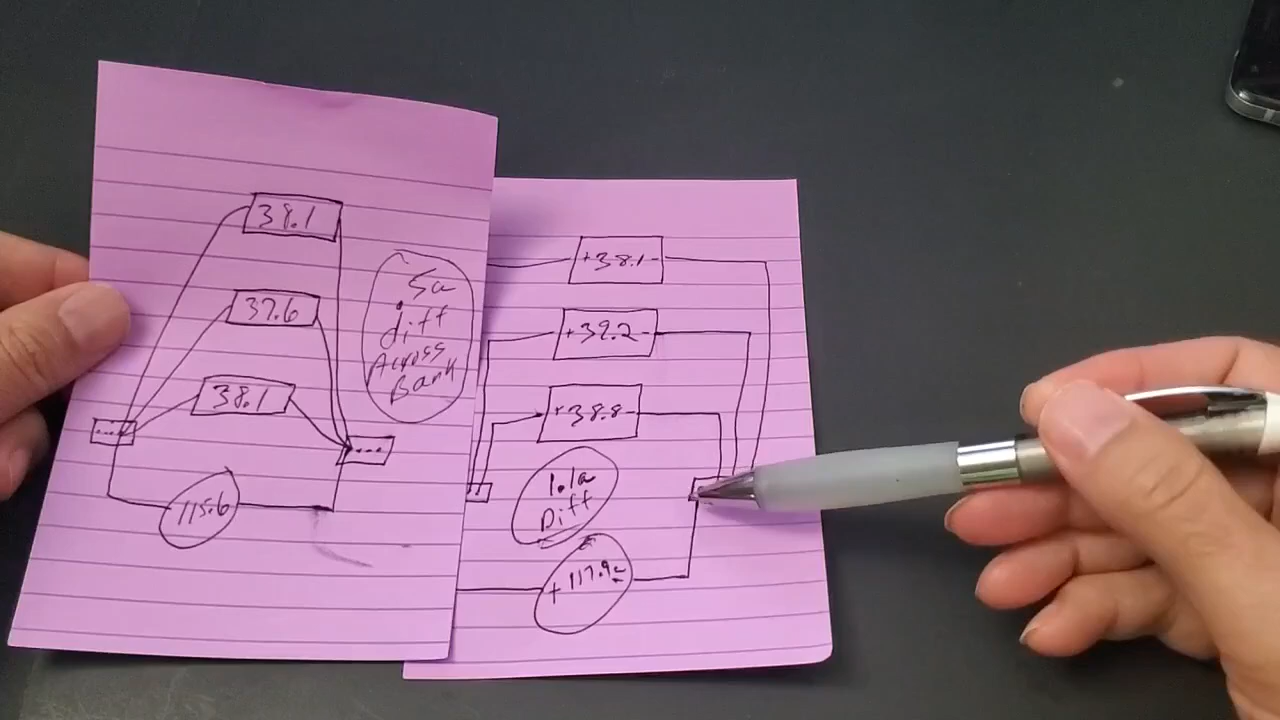 38.1
37.6
38.1
115.6
.5a
diff
Across
Bank
+38.1-
+39.2-
+38.8-
1.1a
Diff
+ 117.9a -